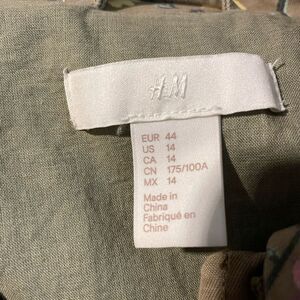 H&M
EUR 44
US 14
CA 14
CN 175/100A
MX 14
Made in
China
Fabriqué en
Chine